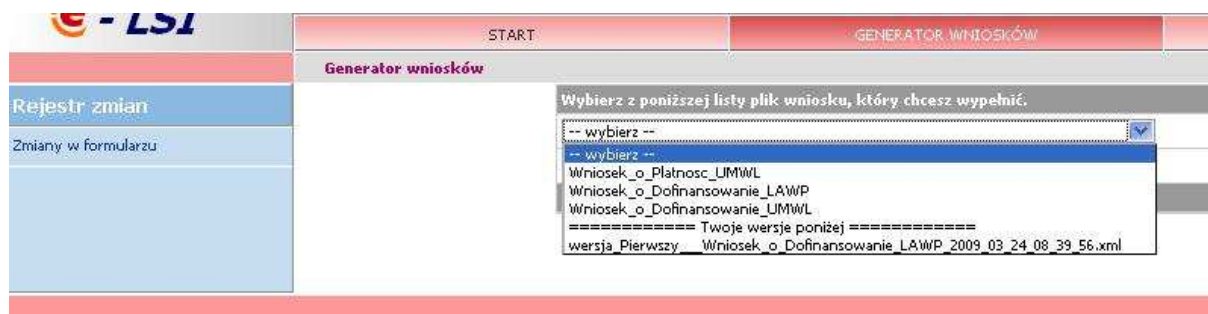 e - LSI
START
GENERATOR WNIOSKÓW
Generator wniosków
Rejestr zmian
Zmiany w formularzu
Wybierz z poniższej listy plik wniosku, który chcesz wypełnić.
-- wybierz --
-- wybierz --
Wniosek_o_Platnosc_UMWL
Wniosek_o_Dofinansowanie_LAWP
Wniosek_o_Dofinansowanie_UMWL
============ Twoje wersje poniżej ============
wersja_Pierwszy___Wniosek_o_Dofinansowanie_LAWP_2009_03_24_08_39_56.xml